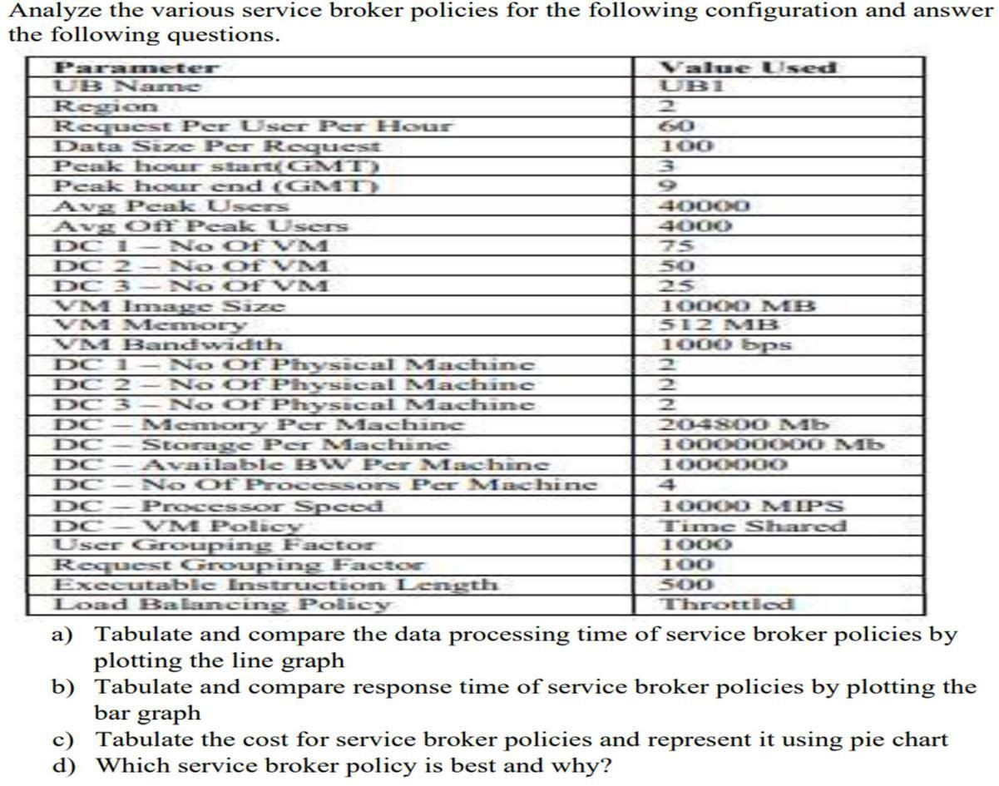 Analyze the various service broker policies for the following configuration and answer
the following questions.
Parameter Value Used
UB Name UB1
Region 2
Request Per User Per Hour 60
Data Size Per Request 100
Peak hour start(GMT) 3
Peak hour end (GMT) 9
Avg Peak Users 40000
Avg Off Peak Users 4000
DC 1 – No Of VM 75
DC 2 – No Of VM 50
DC 3 – No Of VM 25
VM Image Size 10000 MB
VM Memory 512 MB
VM Bandwidth 1000 bps
DC 1 – No Of Physical Machine 2
DC 2 – No Of Physical Machine 2
DC 3 – No Of Physical Machine 2
DC – Memory Per Machine 204800 Mb
DC – Storage Per Machine 100000000 Mb
DC – Available BW Per Machine 1000000
DC – No Of Processors Per Machine 4
DC – Processor Speed 10000 MIPS
DC – VM Policy Time Shared
User Grouping Factor 1000
Request Grouping Factor 100
Executable Instruction Length 500
Load Balancing Policy Throttled
a) Tabulate and compare the data processing time of service broker policies by
plotting the line graph
b) Tabulate and compare response time of service broker policies by plotting the
bar graph
c) Tabulate the cost for service broker policies and represent it using pie chart
d) Which service broker policy is best and why?